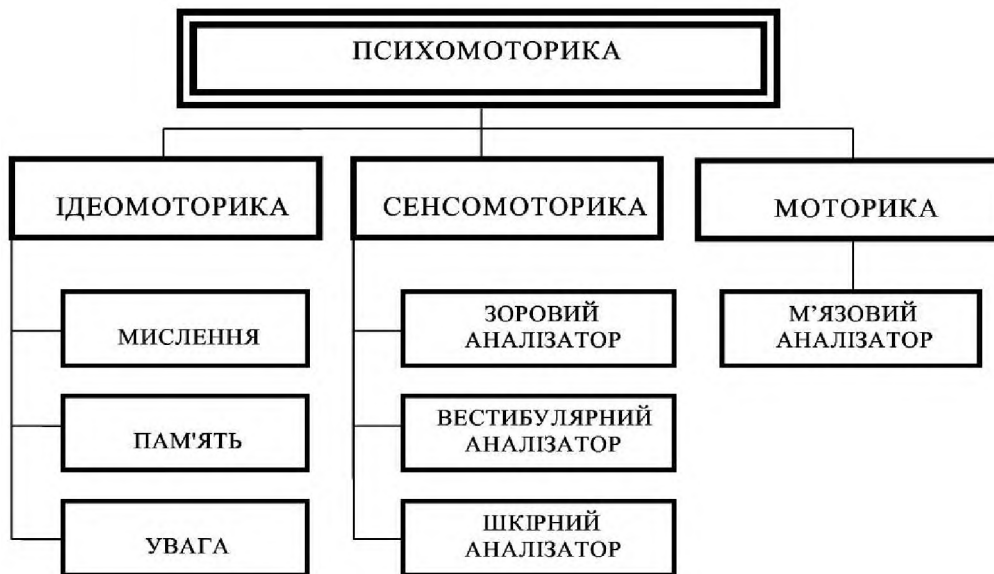 ПСИХОМОТОРИКА
ІДЕОМОТОРИКА
СЕНСОМОТОРИКА
МОТОРИКА
МИСЛЕННЯ
ПАМ'ЯТЬ
УВАГА
ЗОРОВИЙ
АНАЛІЗАТОР
ВЕСТИБУЛЯРНИЙ
АНАЛІЗАТОР
ШКІРНИЙ
АНАЛІЗАТОР
М’ЯЗОВИЙ
АНАЛІЗАТОР